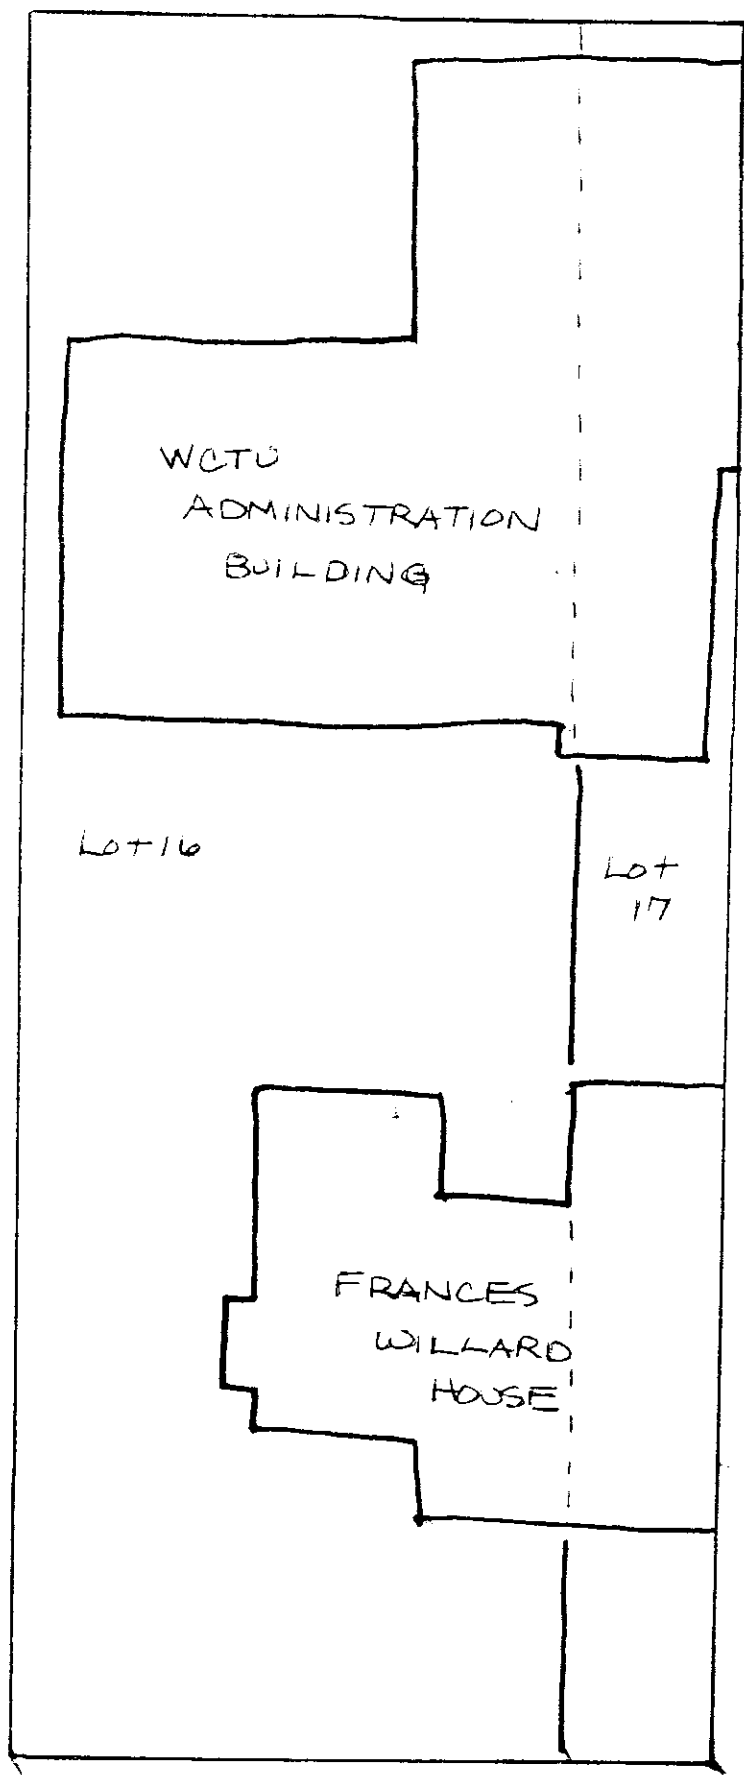 WCTU
ADMINISTRATION
BUILDING
Lot 16
Lot
17
FRANCES
WILLARD
HOUSE